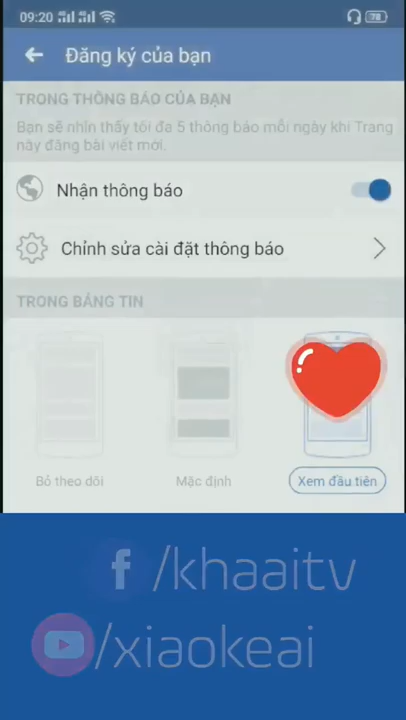 09:20
78
Đăng ký của bạn
TRONG THÔNG BÁO CỦA BẠN
Bạn sẽ nhìn thấy tối đa 5 thông báo mỗi ngày khi Trang
này đăng bài viết mới.
Nhận thông báo
Chỉnh sửa cài đặt thông báo
TRONG BẢNG TIN
Bỏ theo dõi
Mặc định
Xem đầu tiên
f/khaaitv
/xiaokeai